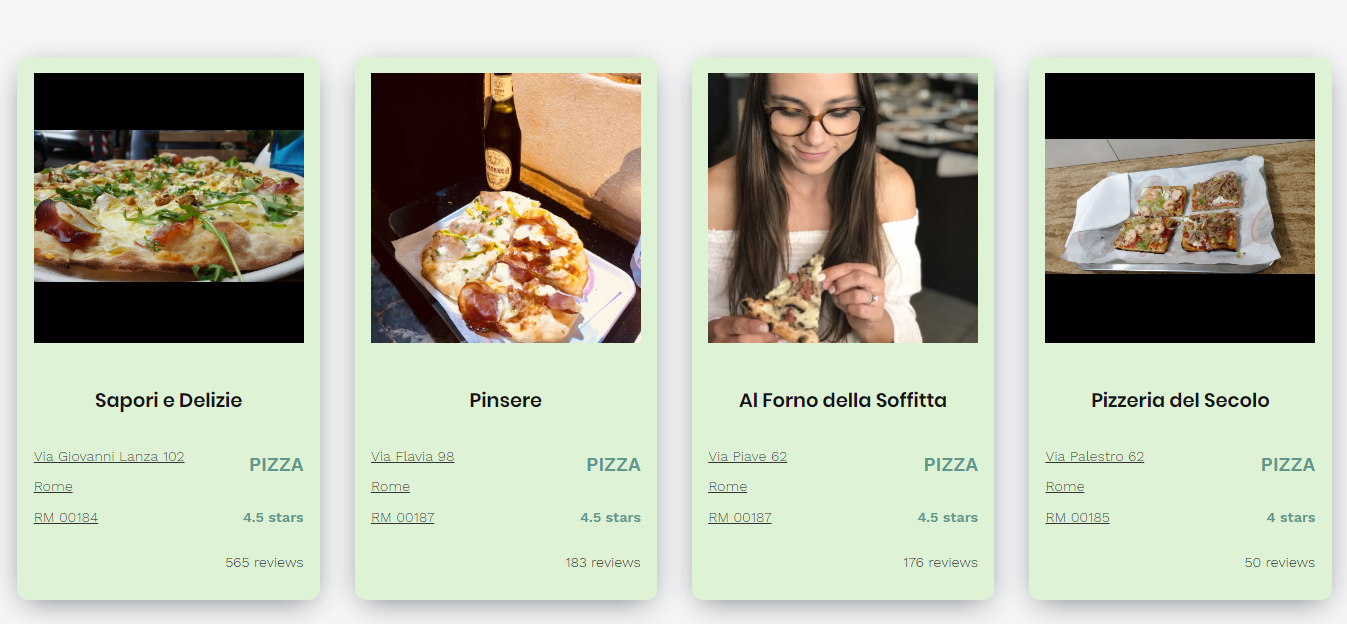 Sapori e Delizie
Via Giovanni Lanza 102
PIZZA
Rome
RM 00184
4.5 stars
565 reviews
Pinsere
Via Flavia 98
PIZZA
Rome
RM 00187
4.5 stars
183 reviews
Al Forno della Soffitta
Via Piave 62
PIZZA
Rome
RM 00187
4.5 stars
176 reviews
Pizzeria del Secolo
Via Palestro 62
PIZZA
Rome
RM 00185
4 stars
50 reviews